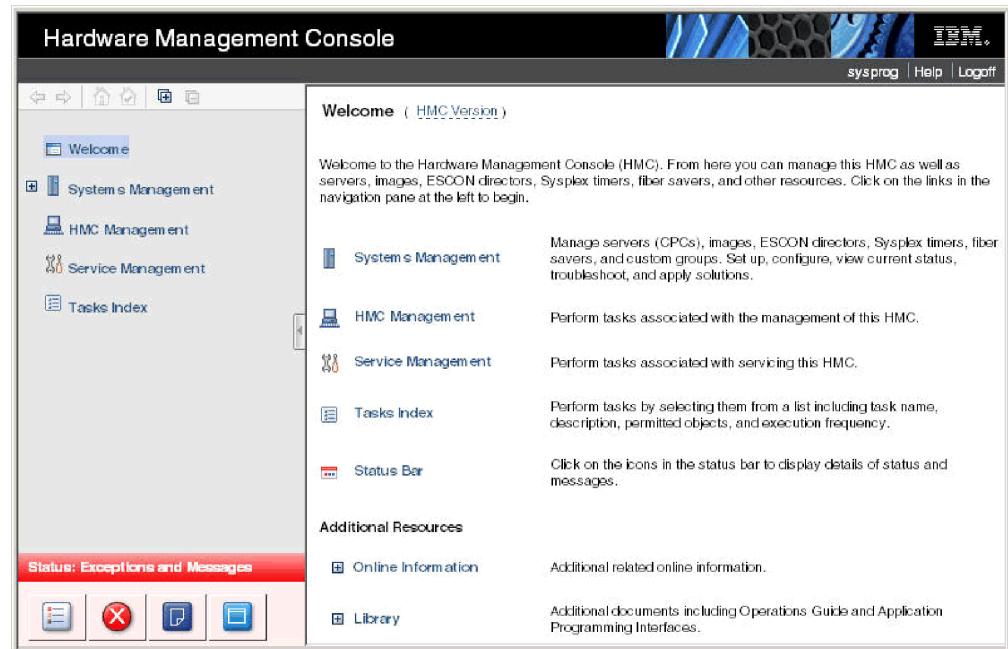 Hardware Management Console
IBM.
sysprog | Help | Logoff
Welcome
Systems Management
HMC Management
Service Management
Tasks Index
Status: Exceptions and Messages
Welcome ( HMC Version )
Welcome to the Hardware Management Console (HMC). From here you can manage this HMC as well as
servers, images, ESCON directors, Sysplex timers, fiber savers, and other resources. Click on the links in the
navigation pane at the left to begin.
Systems Management
Manage servers (CPCs), images, ESCON directors, Sysplex timers, fiber
savers, and custom groups. Set up, configure, view current status,
troubleshoot, and apply solutions.
HMC Management
Perform tasks associated with the management of this HMC.
Service Management
Perform tasks associated with servicing this HMC.
Tasks Index
Perform tasks by selecting them from a list including task name,
description, permitted objects, and execution frequency.
Status Bar
Click on the icons in the status bar to display details of status and
messages.
Additional Resources
Online Information
Additional related online information.
Library
Additional documents including Operations Guide and Application
Programming Interfaces.